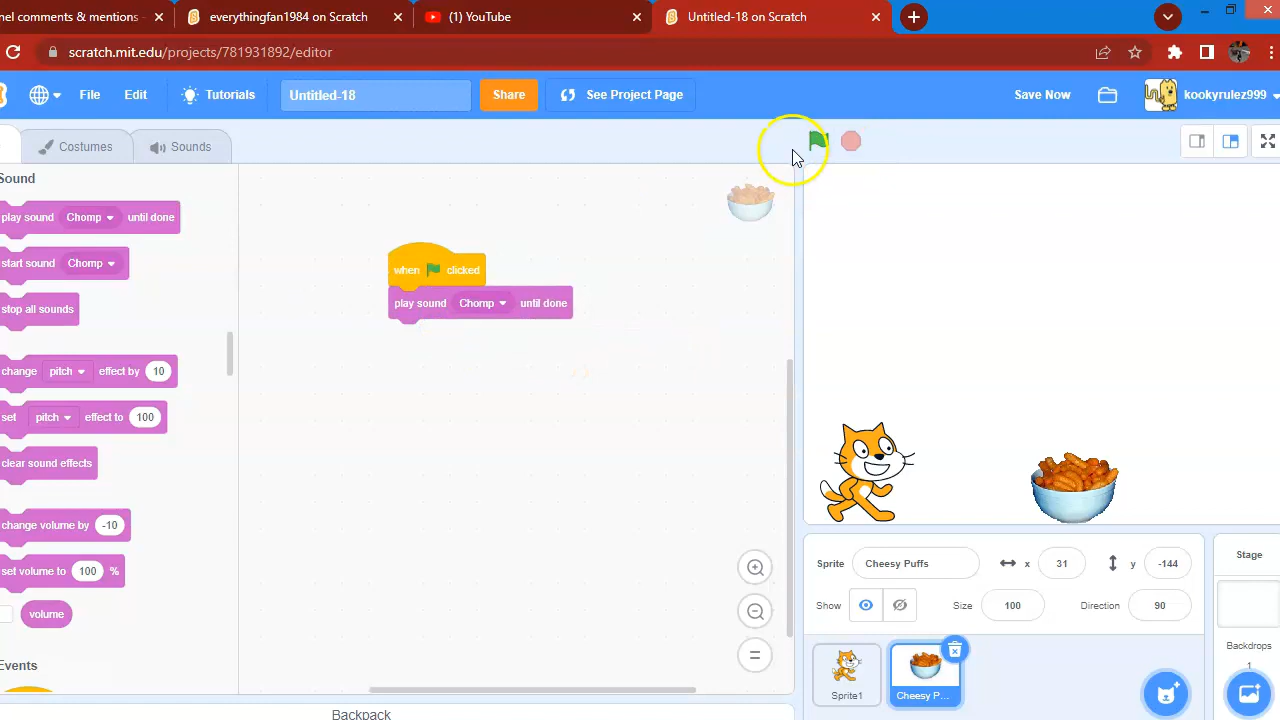 nel comments & mentions -
everythingfan1984 on Scratch
(1) YouTube
Untitled-18 on Scratch
scratch.mit.edu/projects/781931892/editor
File
Edit
Tutorials
Untitled-18
Share
See Project Page
Save Now
kookyrulez999
Costumes
Sounds
Sound
play sound Chomp until done
start sound Chomp
stop all sounds
change pitch effect by 10
set pitch effect to 100
clear sound effects
change volume by -10
set volume to 100 %
volume
Events
when clicked
play sound Chomp until done
Backpack
Sprite Cheesy Puffs x 31 y -144
Show Size 100 Direction 90
Sprite1
Cheesy P...
Stage
Backdrops
1